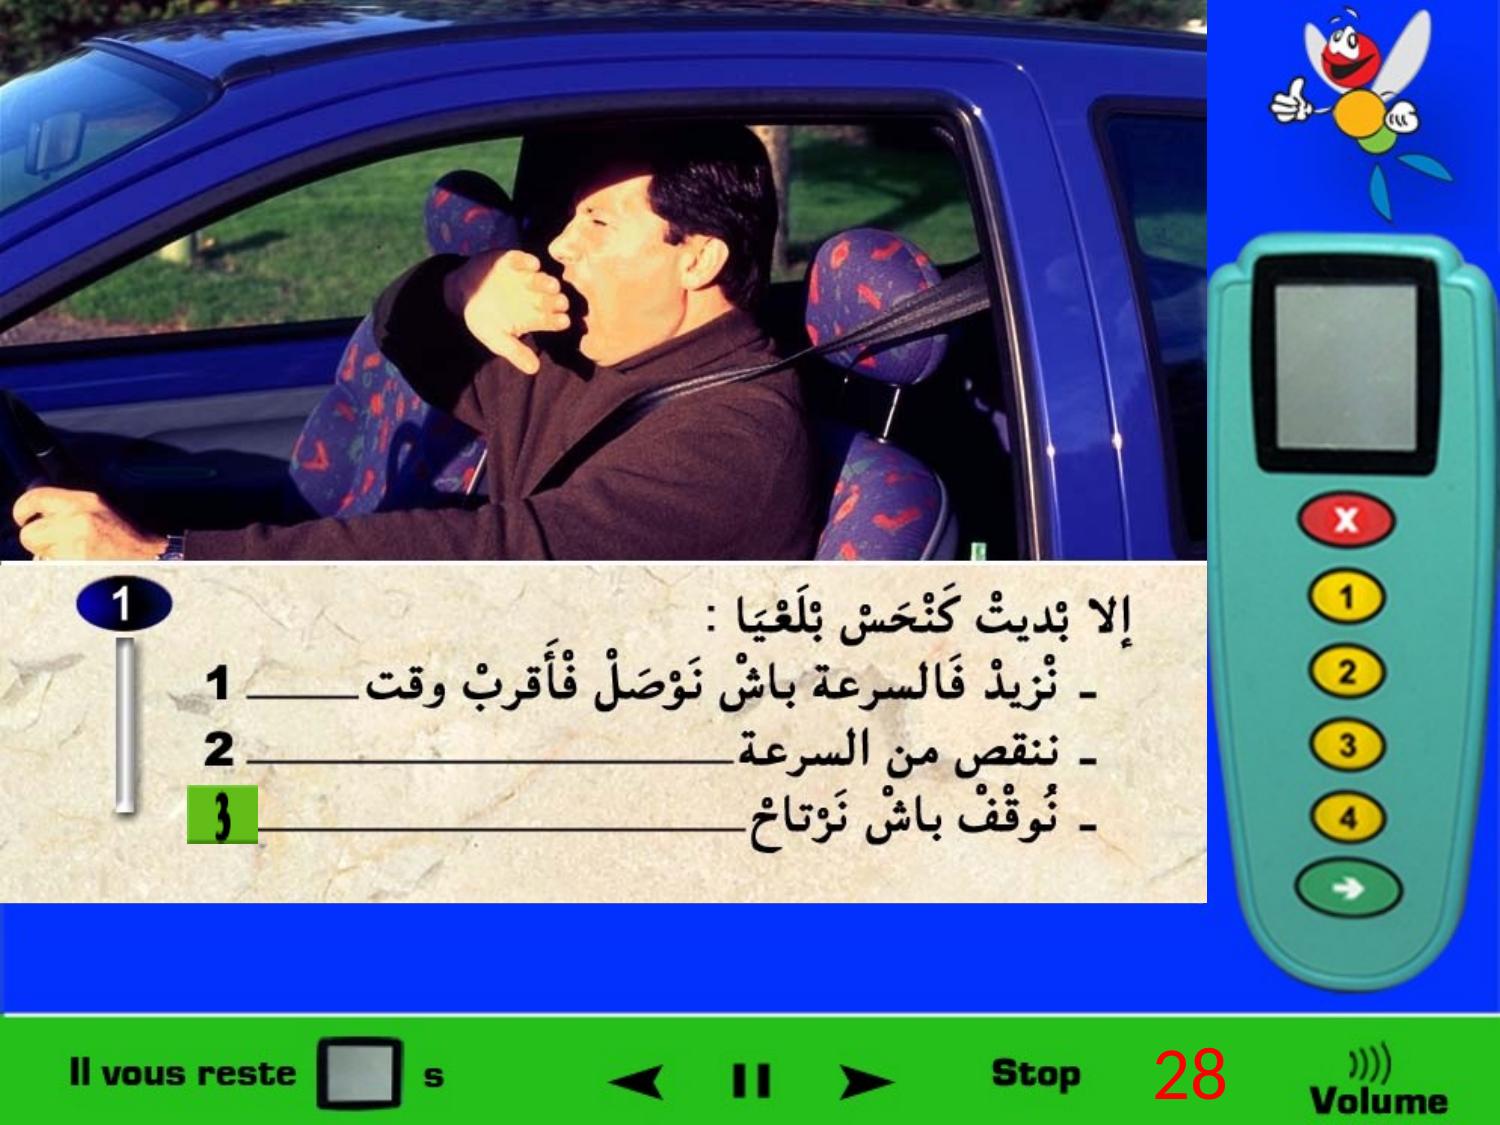 1
إلا بْديتْ كَنْحَسْ بْلَعْيَا :
ـ نْزيدْ فَالسرعة باشْ نَوْصَلْ فْأَقربْ وقت 1
ـ ننقص من السرعة 2
ـ نُوقْفْ باشْ نَرْتاحْ 3
X
1
2
3
4
Il vous reste s
Stop
28
Volume